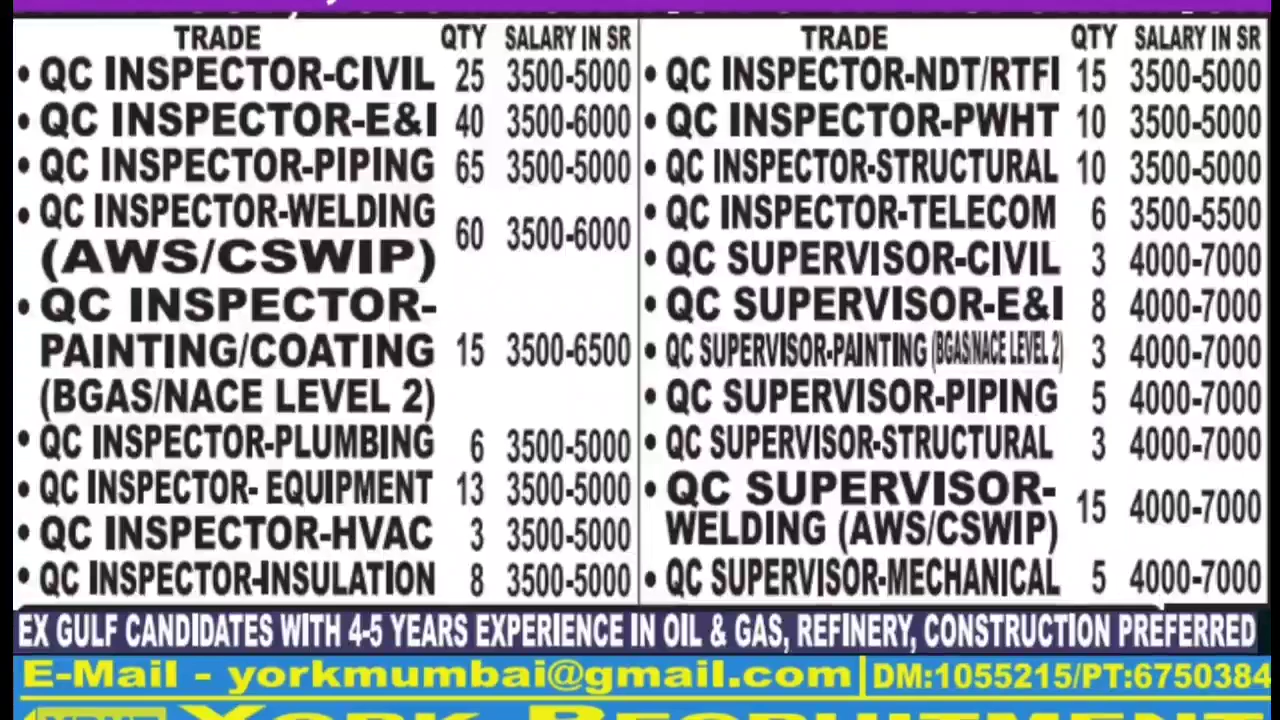 TRADE QTY SALARY IN SR
• QC INSPECTOR-CIVIL 25 3500-5000
• QC INSPECTOR-E&I 40 3500-6000
• QC INSPECTOR-PIPING 65 3500-5000
• QC INSPECTOR-WELDING
(AWS/CSWIP) 60 3500-6000
• QC INSPECTOR-
PAINTING/COATING 15 3500-6500
(BGAS/NACE LEVEL 2)
• QC INSPECTOR-PLUMBING 6 3500-5000
• QC INSPECTOR- EQUIPMENT 13 3500-5000
• QC INSPECTOR-HVAC 3 3500-5000
• QC INSPECTOR-INSULATION 8 3500-5000
TRADE QTY SALARY IN SR
• QC INSPECTOR-NDT/RTFI 15 3500-5000
• QC INSPECTOR-PWHT 10 3500-5000
• QC INSPECTOR-STRUCTURAL 10 3500-5000
• QC INSPECTOR-TELECOM 6 3500-5500
• QC SUPERVISOR-CIVIL 3 4000-7000
• QC SUPERVISOR-E&I 8 4000-7000
• QC SUPERVISOR-PAINTING (BGAS/NACE LEVEL 2) 3 4000-7000
• QC SUPERVISOR-PIPING 5 4000-7000
• QC SUPERVISOR-STRUCTURAL 3 4000-7000
• QC SUPERVISOR-
WELDING (AWS/CSWIP) 15 4000-7000
• QC SUPERVISOR-MECHANICAL 5 4000-7000
EX GULF CANDIDATES WITH 4-5 YEARS EXPERIENCE IN OIL & GAS, REFINERY, CONSTRUCTION PREFERRED
E-Mail - yorkmumbai@gmail.com DM:1055215/PT:6750384
YORK RECRUITMENT